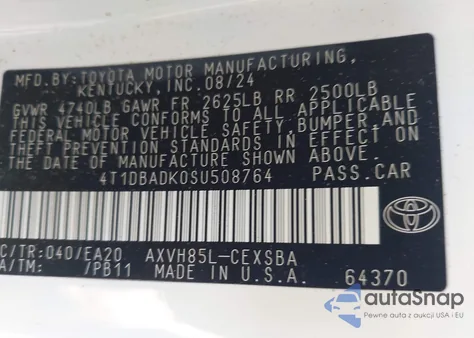 MFD.BY:TOYOTA MOTOR MANUFACTURING,
KENTUCKY, INC. 08/24
GVWR 4740LB GAWR FR 2625LB RR 2500LB
THIS VEHICLE CONFORMS TO ALL APPLICABLE
FEDERAL MOTOR VEHICLE SAFETY,BUMPER,AND
THEFT PREVENTION STANDARDS IN EFFECT ON
THE DATE OF MANUFACTURE SHOWN ABOVE.
4T1DBADK0SU508764 PASS.CAR
C/TR:040/EA20 AXVH85L-CEXSBA
A/TM: /PB11 MADE IN U.S.A. 64370
TOYOTA
autoSnap
Pewne auta z aukcji USA i EU